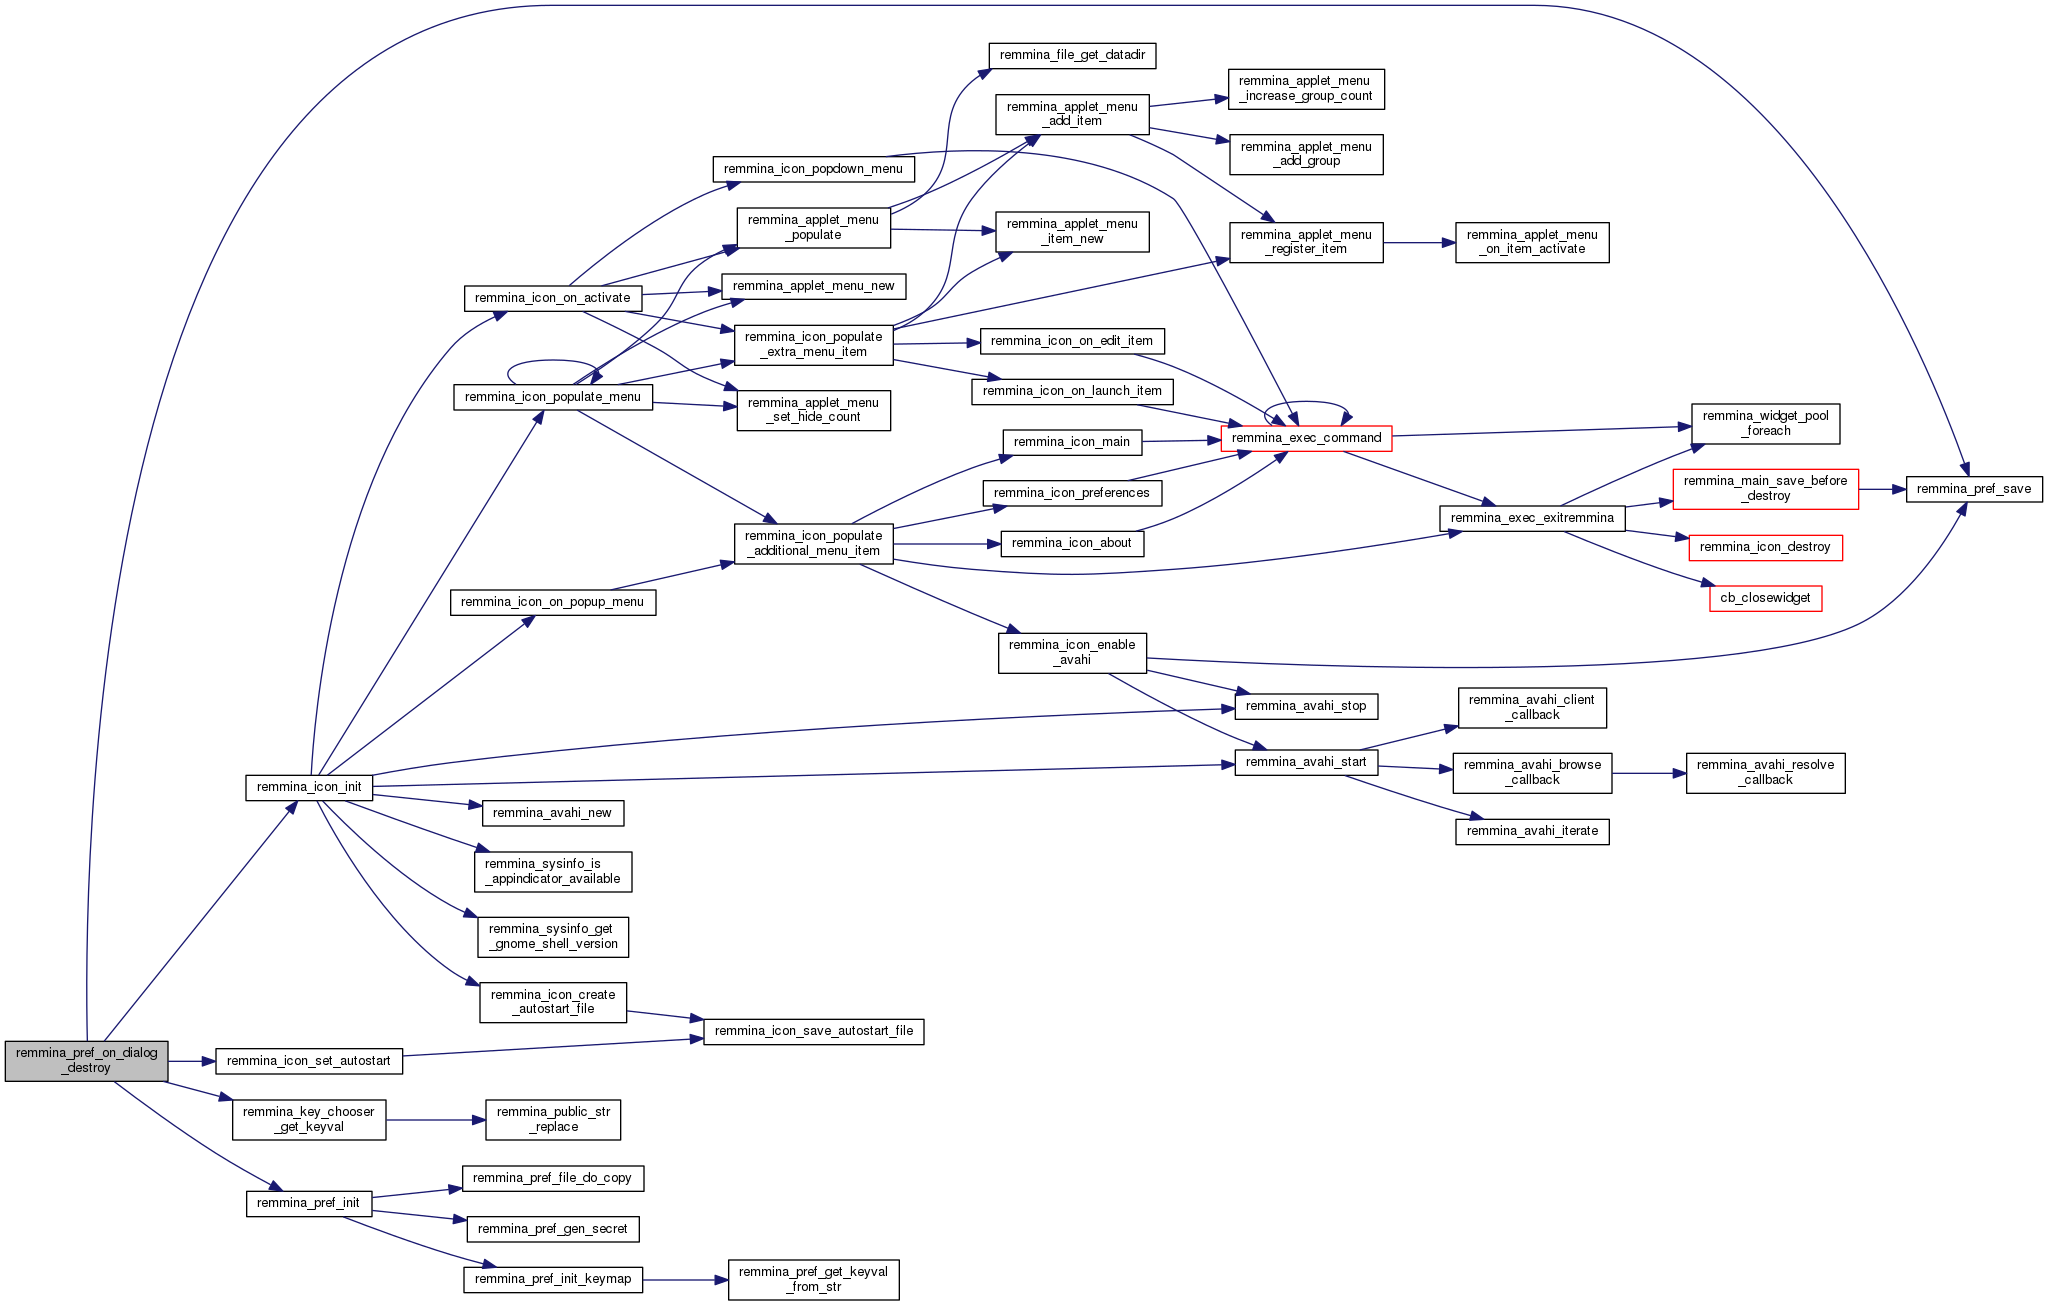 remmina_file_get_datadir
remmina_applet_menu
_increase_group_count
remmina_applet_menu
_add_item
remmina_applet_menu
_add_group
remmina_icon_popdown_menu
remmina_applet_menu
_populate
remmina_applet_menu
_item_new
remmina_applet_menu
_register_item
remmina_applet_menu
_on_item_activate
remmina_icon_on_activate
remmina_applet_menu_new
remmina_icon_populate
_extra_menu_item
remmina_icon_on_edit_item
remmina_icon_on_launch_item
remmina_icon_populate_menu
remmina_applet_menu
_set_hide_count
remmina_icon_main
remmina_exec_command
remmina_widget_pool
_foreach
remmina_icon_preferences
remmina_main_save_before
_destroy
remmina_pref_save
remmina_exec_exitremmina
remmina_icon_populate
_additional_menu_item
remmina_icon_about
remmina_icon_destroy
cb_closewidget
remmina_icon_on_popup_menu
remmina_icon_enable
_avahi
remmina_avahi_stop
remmina_avahi_client
_callback
remmina_avahi_start
remmina_avahi_browse
_callback
remmina_avahi_resolve
_callback
remmina_avahi_iterate
remmina_icon_init
remmina_avahi_new
remmina_sysinfo_is
_appindicator_available
remmina_sysinfo_get
_gnome_shell_version
remmina_icon_create
_autostart_file
remmina_icon_save_autostart_file
remmina_pref_on_dialog
_destroy
remmina_icon_set_autostart
remmina_key_chooser
_get_keyval
remmina_public_str
_replace
remmina_pref_init
remmina_pref_file_do_copy
remmina_pref_gen_secret
remmina_pref_init_keymap
remmina_pref_get_keyval
_from_str